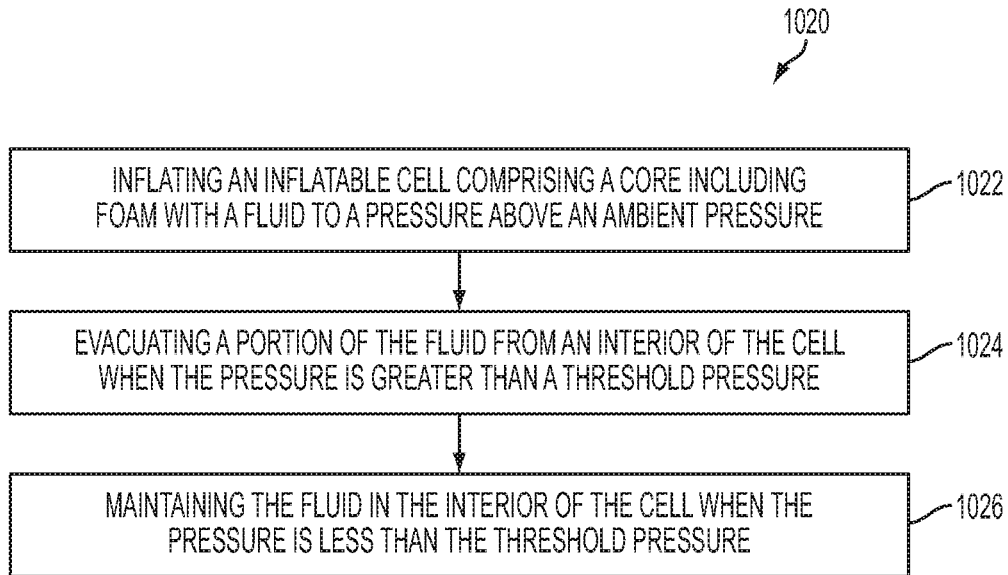 1020
INFLATING AN INFLATABLE CELL COMPRISING A CORE INCLUDING
FOAM WITH A FLUID TO A PRESSURE ABOVE AN AMBIENT PRESSURE
1022
EVACUATING A PORTION OF THE FLUID FROM AN INTERIOR OF THE CELL
WHEN THE PRESSURE IS GREATER THAN A THRESHOLD PRESSURE
1024
MAINTAINING THE FLUID IN THE INTERIOR OF THE CELL WHEN THE
PRESSURE IS LESS THAN THE THRESHOLD PRESSURE
1026